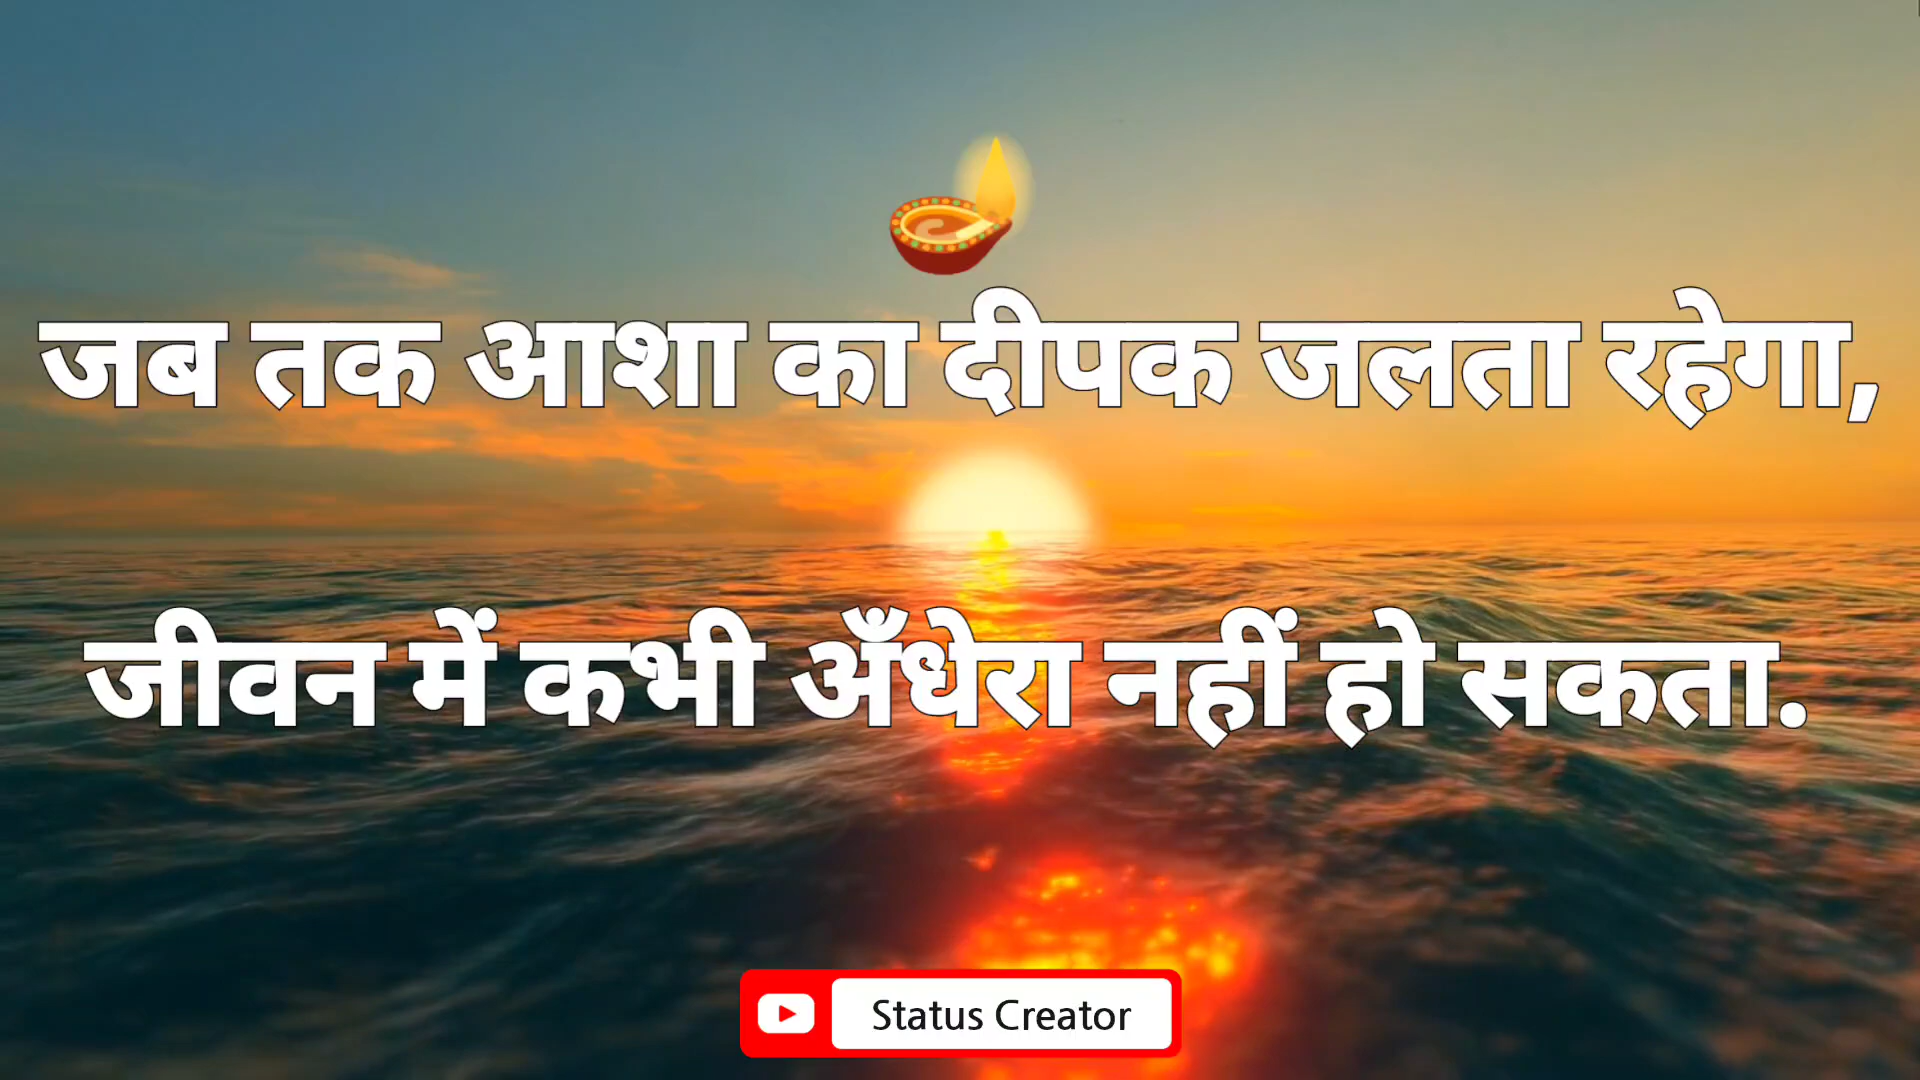 जब तक आशा का दीपक जलता रहेगा,
जीवन में कभी अँधेरा नहीं हो सकता.
Status Creator